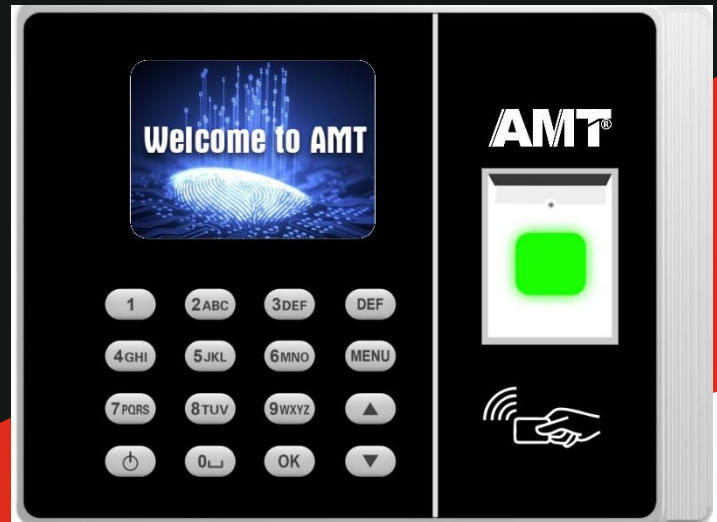 Welcome to AMT
AMT®
1 2ABC 3DEF DEF
4GHI 5JKL 6MNO MENU
7PQRS 8TUV 9WXYZ
0 OK